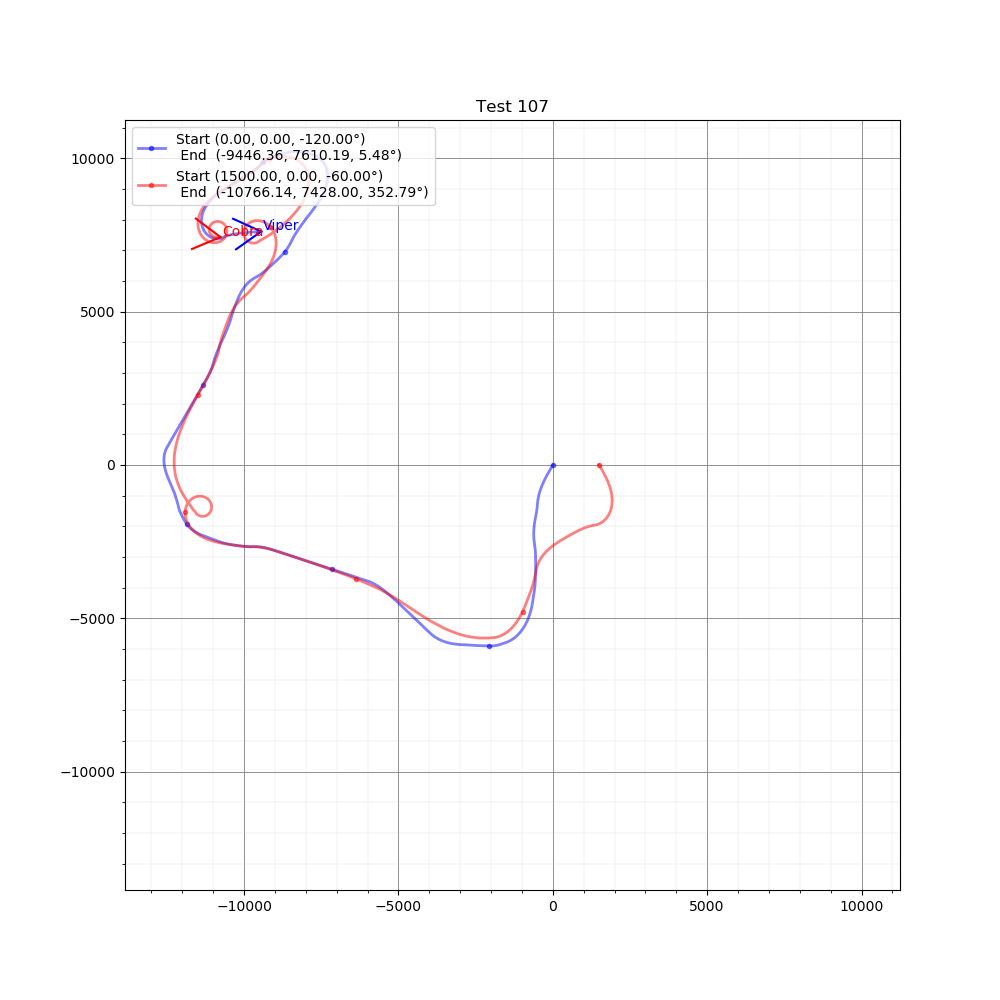 Test 107
Start (0.00, 0.00, -120.00°)
End (-9446.36, 7610.19, 5.48°)
Start (1500.00, 0.00, -60.00°)
End (-10766.14, 7428.00, 352.79°)
Viper
Cobra
10000
5000
0
−5000
−10000
−10000
−5000
0
5000
10000